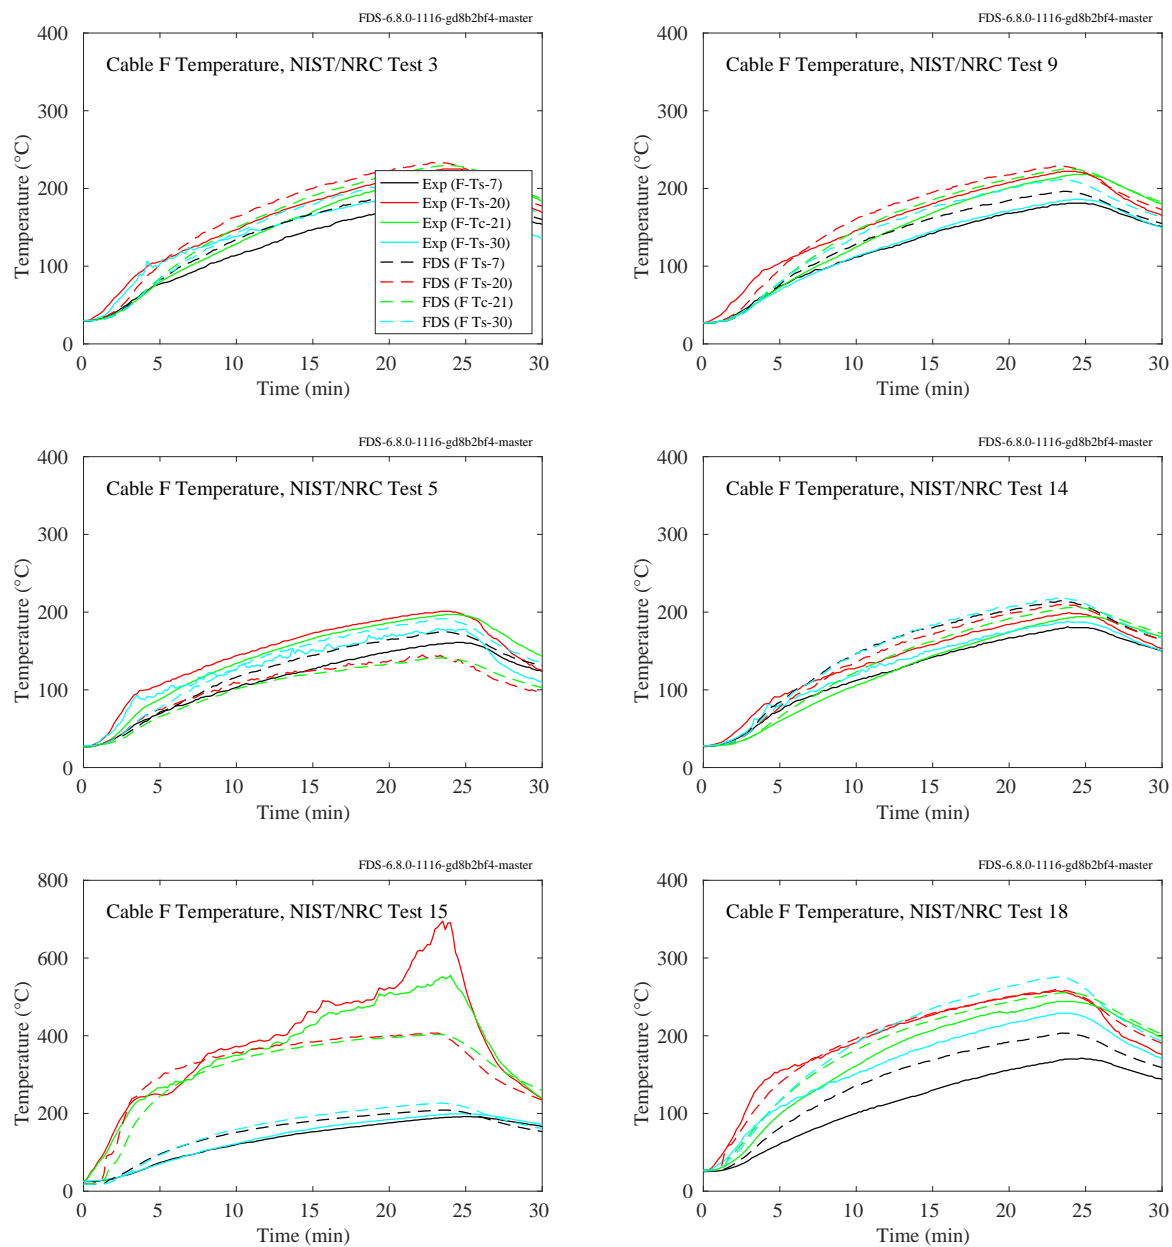 FDS-6.8.0-1116-gd8b2bf4-master
Cable F Temperature, NIST/NRC Test 3
Temperature (°C)
400
300
200
100
0
Exp (F-Ts-7)
Exp (F-Ts-20)
Exp (F-Tc-21)
Exp (F-Ts-30)
FDS (F Ts-7)
FDS (F Ts-20)
FDS (F Tc-21)
FDS (F Ts-30)
0 5 10 15 20 25 30
Time (min)
FDS-6.8.0-1116-gd8b2bf4-master
Cable F Temperature, NIST/NRC Test 9
Temperature (°C)
400
300
200
100
0
0 5 10 15 20 25 30
Time (min)
FDS-6.8.0-1116-gd8b2bf4-master
Cable F Temperature, NIST/NRC Test 5
Temperature (°C)
400
300
200
100
0
0 5 10 15 20 25 30
Time (min)
FDS-6.8.0-1116-gd8b2bf4-master
Cable F Temperature, NIST/NRC Test 14
Temperature (°C)
400
300
200
100
0
0 5 10 15 20 25 30
Time (min)
FDS-6.8.0-1116-gd8b2bf4-master
Cable F Temperature, NIST/NRC Test 15
Temperature (°C)
800
600
400
200
0
0 5 10 15 20 25 30
Time (min)
FDS-6.8.0-1116-gd8b2bf4-master
Cable F Temperature, NIST/NRC Test 18
Temperature (°C)
400
300
200
100
0
0 5 10 15 20 25 30
Time (min)